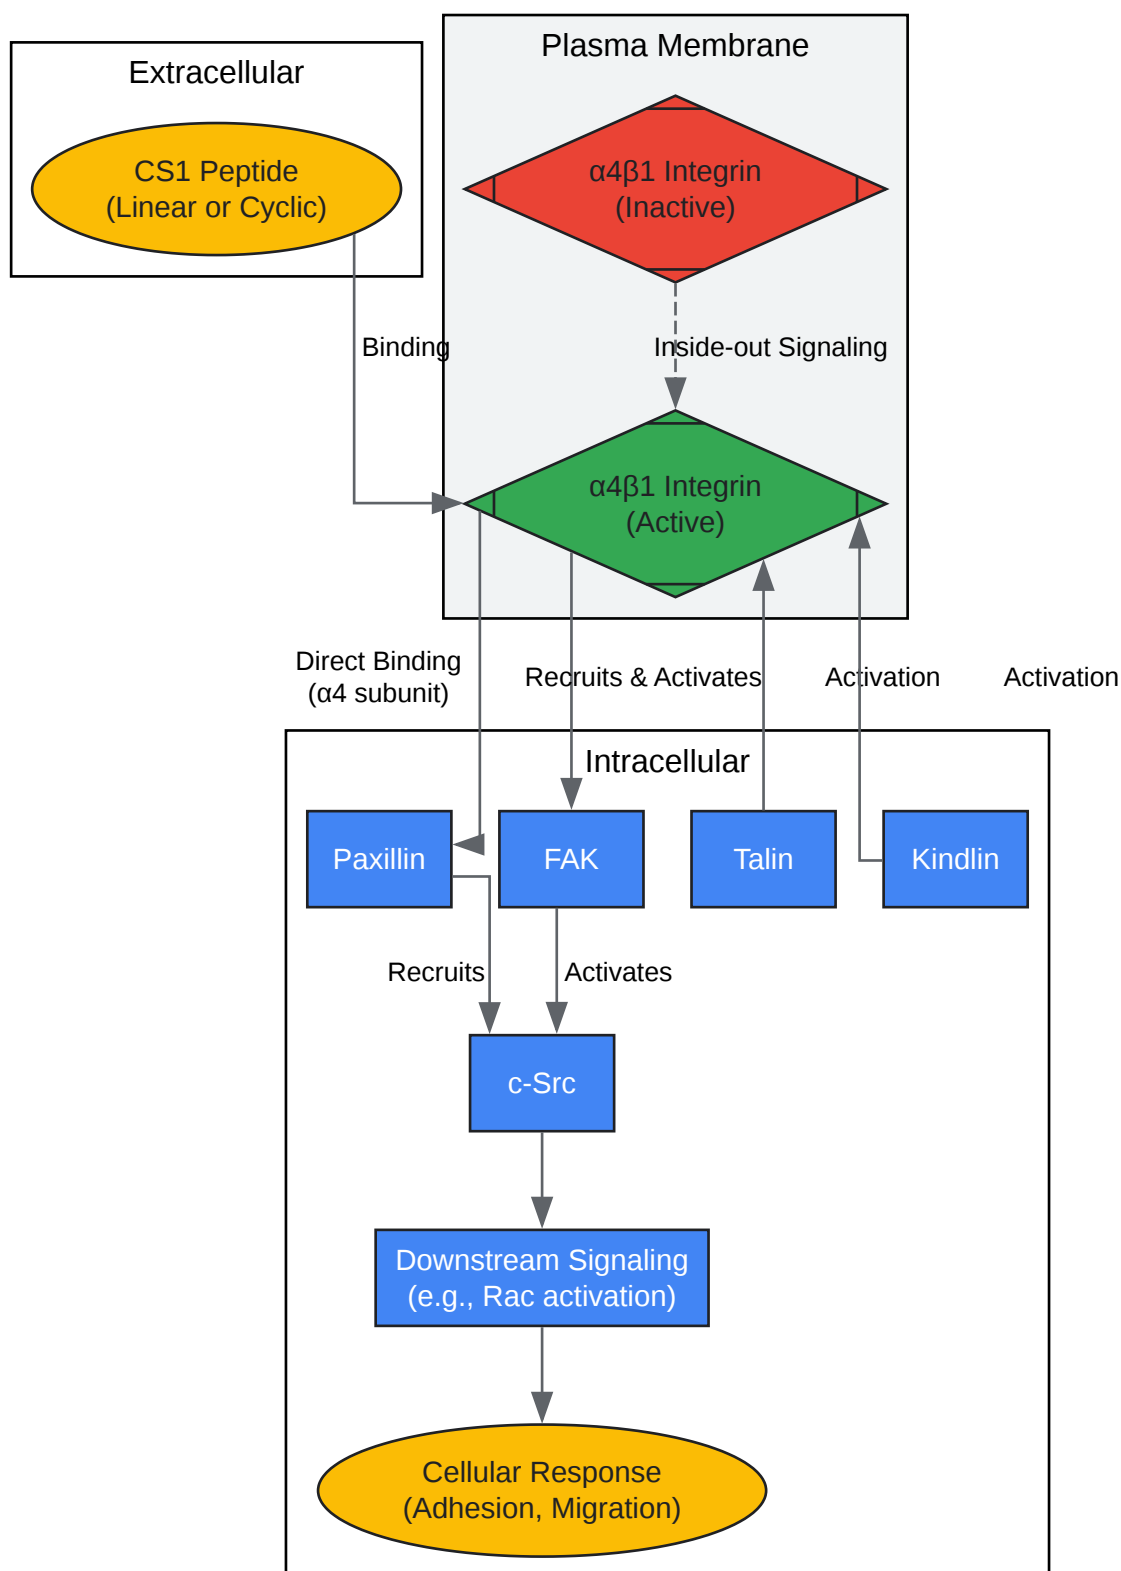 Plasma Membrane
Extracellular
CS1 Peptide
(Linear or Cyclic)
α4β1 Integrin
(Inactive)
Binding
Inside-out Signaling
α4β1 Integrin
(Active)
Direct Binding
(α4 subunit)
Recruits & Activates
Activation
Activation
Intracellular
Paxillin
FAK
Talin
Kindlin
Recruits
Activates
c-Src
Downstream Signaling
(e.g., Rac activation)
Cellular Response
(Adhesion, Migration)